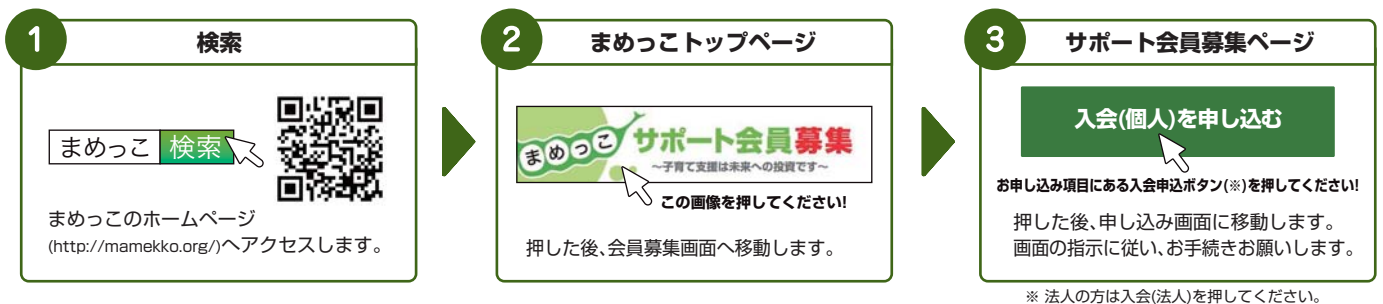 1
検索
まめっこ 検索
まめっこのホームページ
(http://mamekko.org/)へアクセスします。
2
まめっこトップページ
まめっこ サポート会員募集
～子育て支援は未来への投資です～
この画像を押してください!
押した後、会員募集画面へ移動します。
3
サポート会員募集ページ
入会(個人)を申し込む
お申し込み項目にある入会申込ボタン(※)を押してください!
押した後、申し込み画面に移動します。
画面の指示に従い、お手続きお願いします。
※ 法人の方は入会(法人)を押してください。